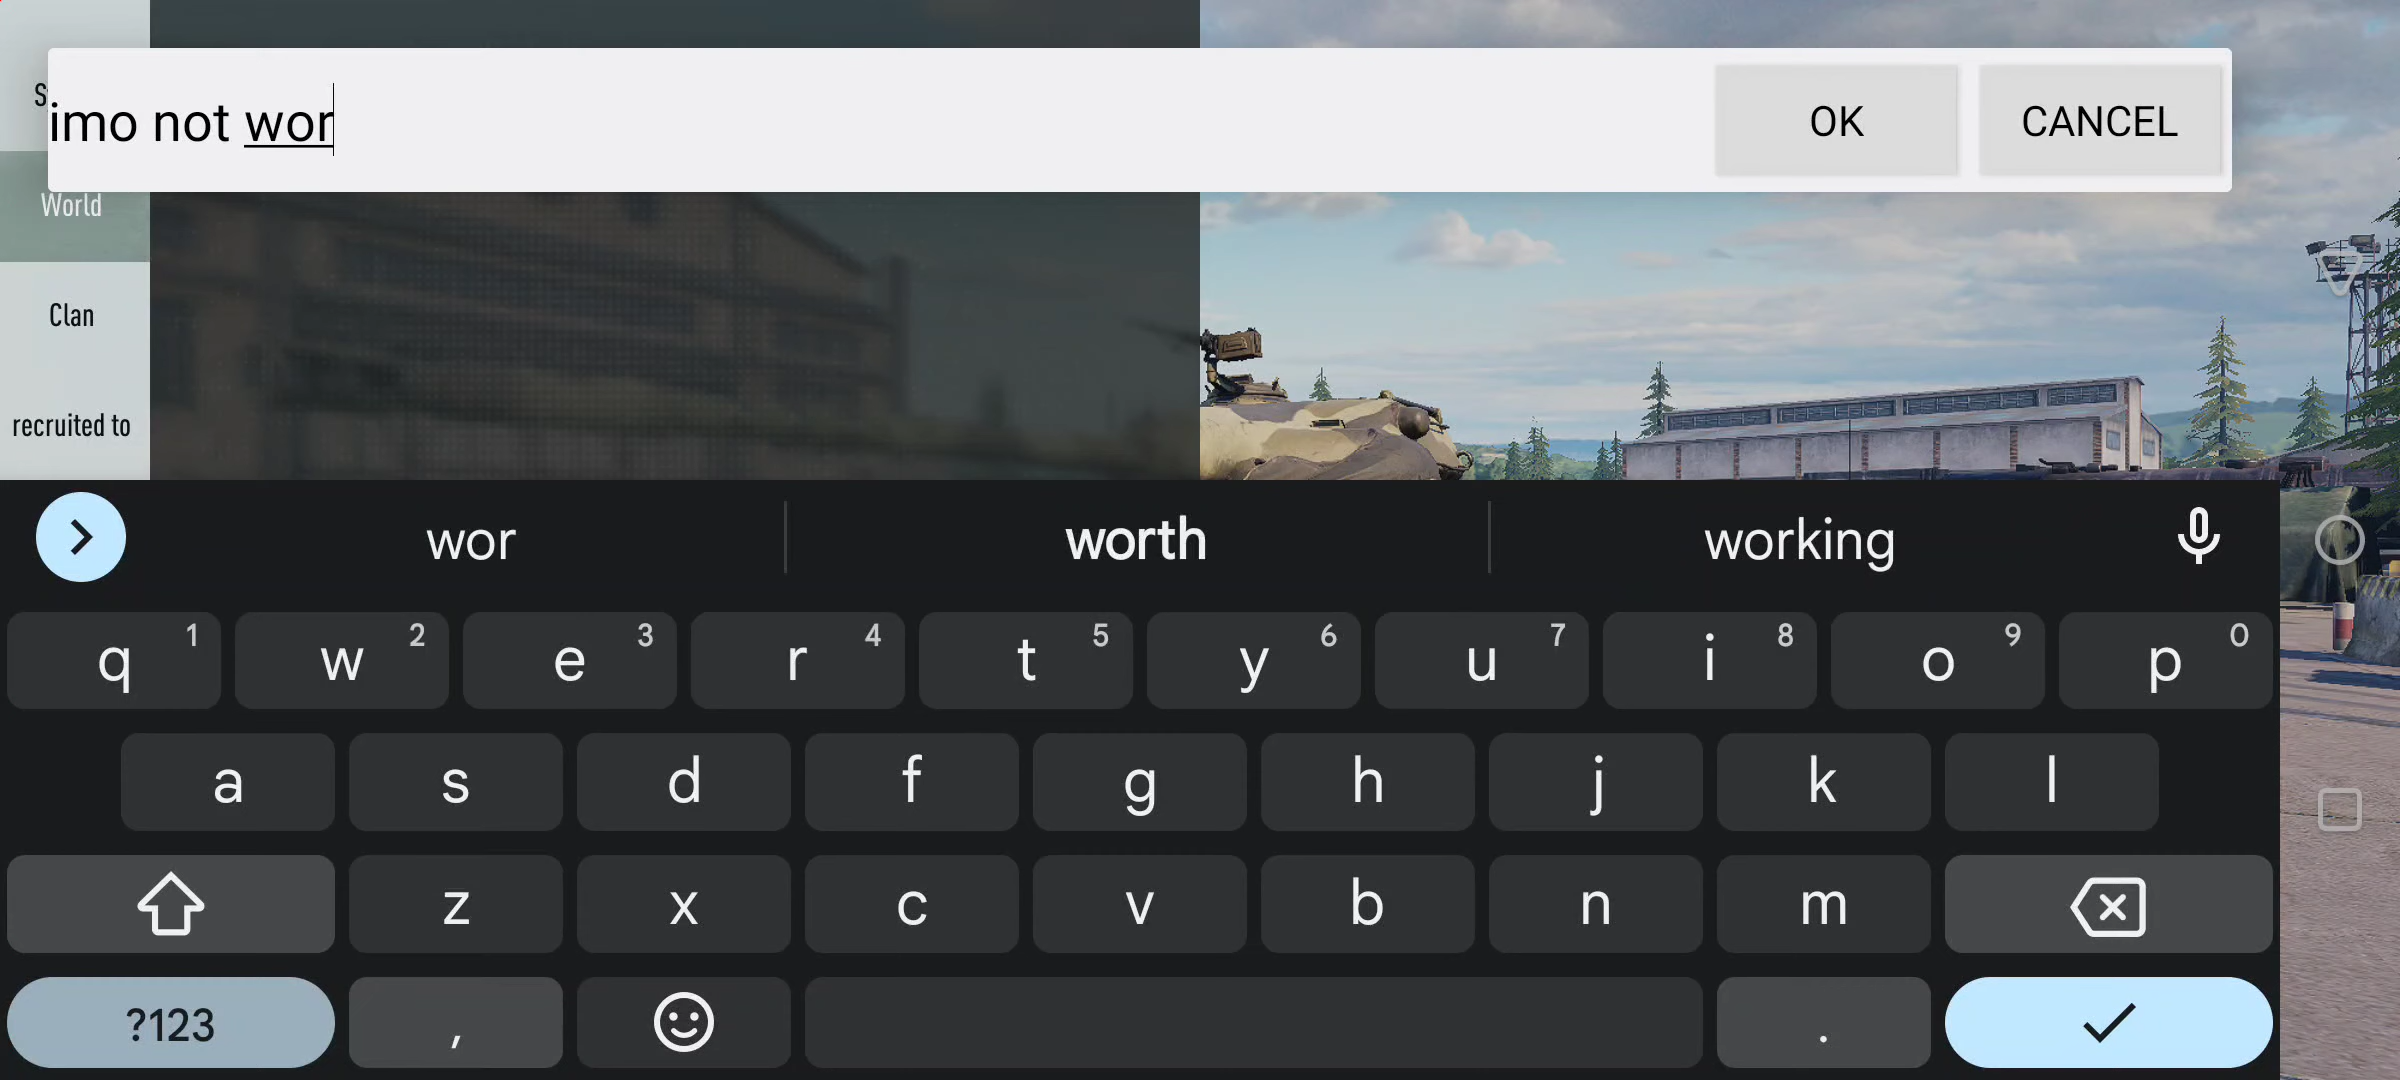 S
imo not wor
OK
CANCEL
World
Clan
recruited to
wor
worth
working
q 1 w 2 e 3 r 4 t 5 y 6 u 7 i 8 o 9 p 0
a s d f g h j k l
z x c v b n m
?123 , .